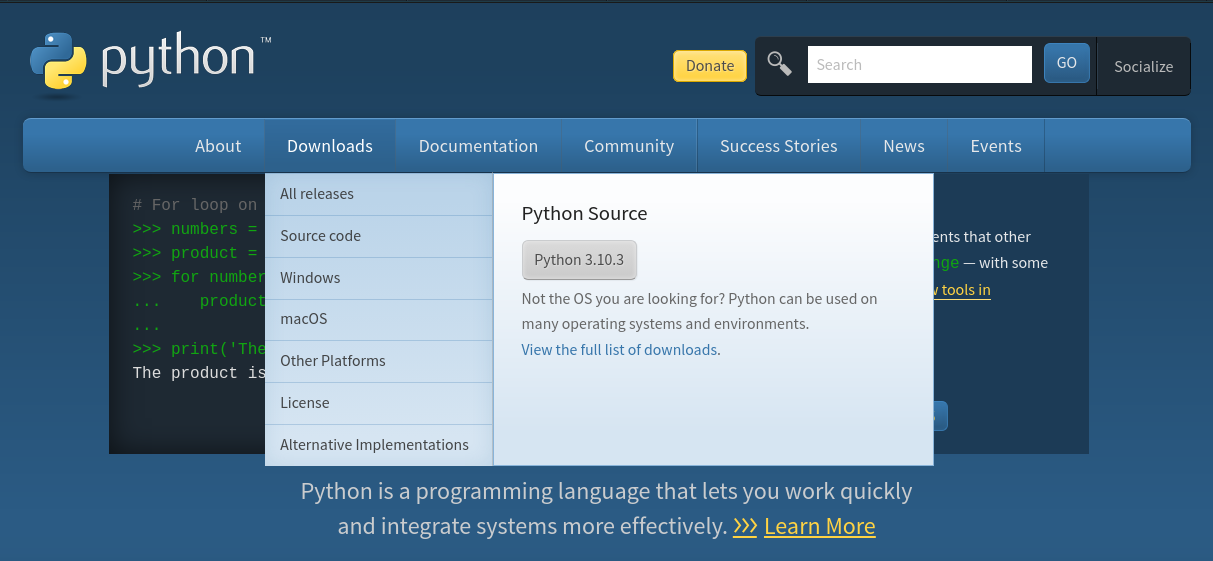 python™
Donate
Search
GO
Socialize
About
Downloads
Documentation
Community
Success Stories
News
Events
# For loop on
>>> numbers =
>>> product =
>>> for number
... product
...
>>> print('The
The product is
All releases
Source code
Windows
macOS
Other Platforms
License
Alternative Implementations
Python Source
Python 3.10.3
Not the OS you are looking for? Python can be used on
many operating systems and environments.
View the full list of downloads.
that other
— with some
tools in
Python is a programming language that lets you work quickly
and integrate systems more effectively. >>> Learn More